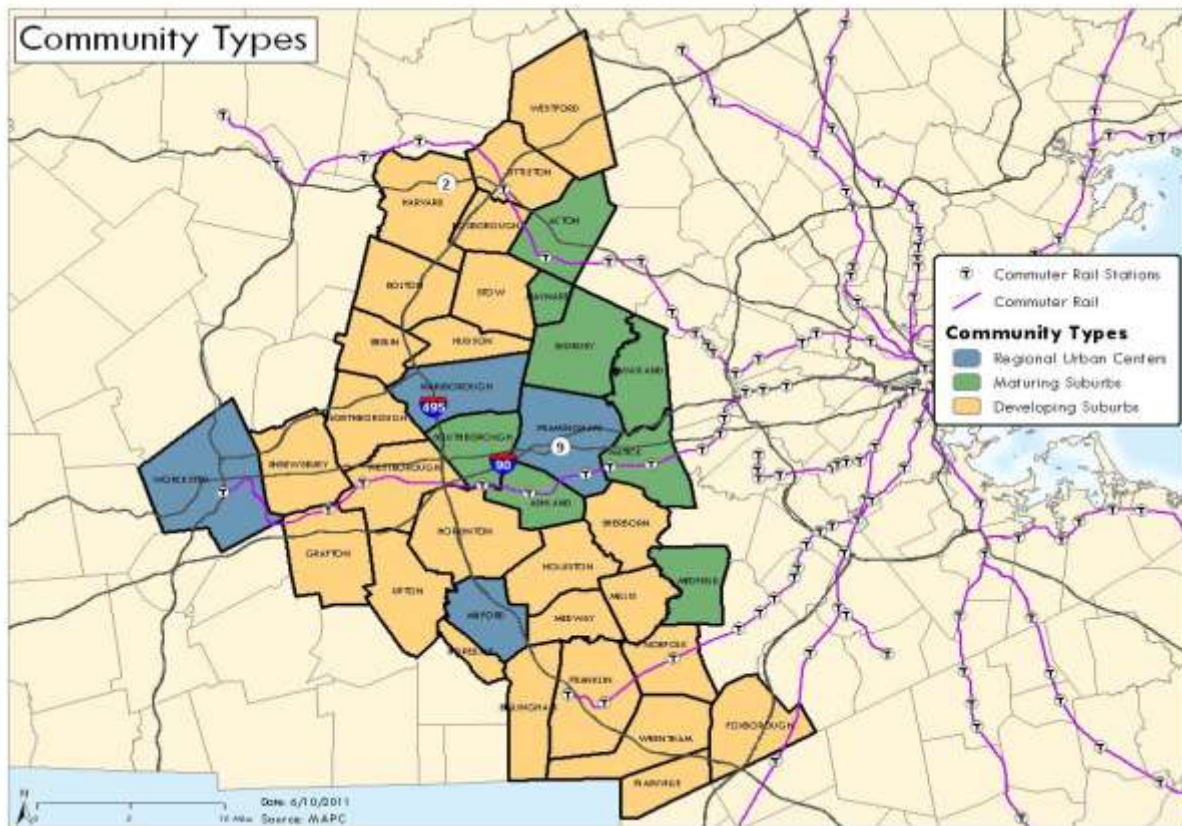 Community Types
WESTFORD
LITTLETON
2
HARVARD
ACTON
BOXBOROUGH
BOLTON
STOW
MAYNARD
HUDSON
BERLIN
SUDBURY
WAYLAND
MARLBOROUGH
495
NORTHBOROUGH
SOUTHBOROUGH
FRAMINGHAM
9
NATICK
SHREWSBURY
WESTBOROUGH
90
WORCESTER
ASHLAND
SHERBORN
HOPKINTON
GRAFTON
HOLLISTON
MEDFIELD
UPTON
MILFORD
MILLIS
MEDWAY
NORFOLK
FRANKLIN
BELLINGHAM
FOXBOROUGH
WRENTHAM
PLAINVILLE
T Commuter Rail Stations
Commuter Rail
Community Types
Regional Urban Centers
Maturing Suburbs
Developing Suburbs
N
Date: 6/10/2011
10 Miles
Source: MAPC